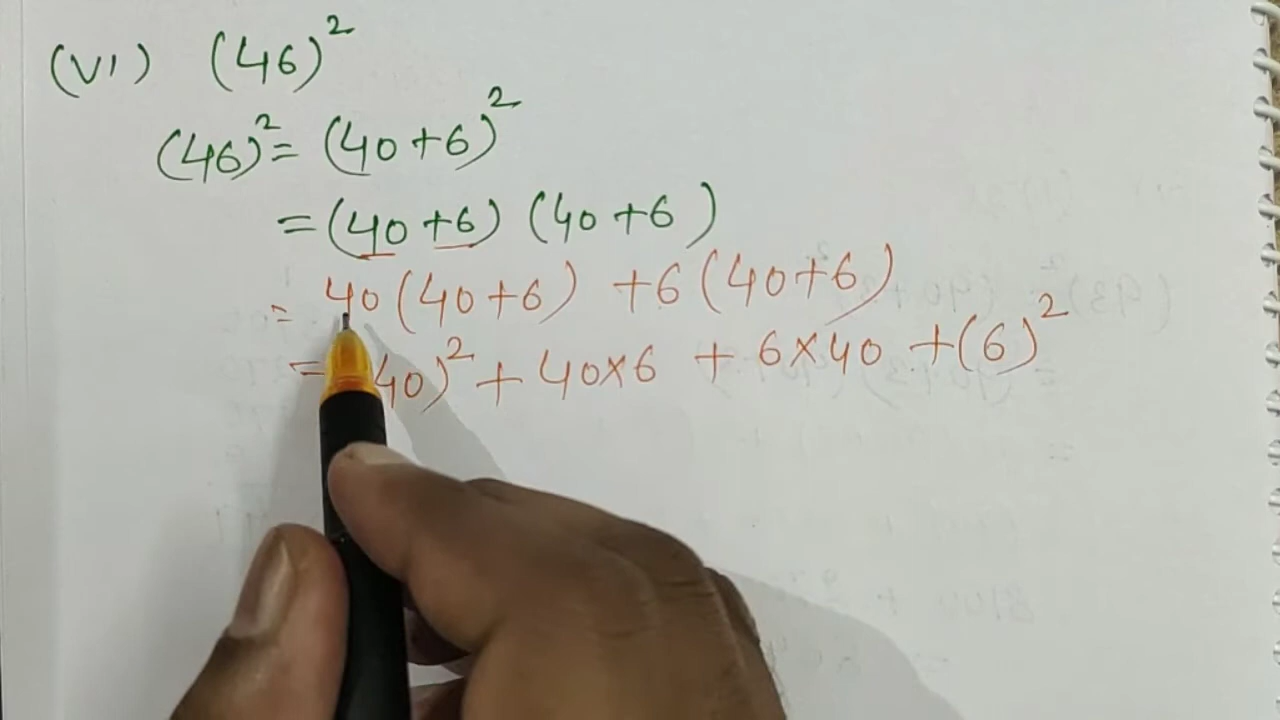 (VI) (46)²
(46)² = (40+6)²
= (40+6) (40+6)
= 40(40+6) +6(40+6)
= 40)² + 40×6 + 6×40 +(6)²